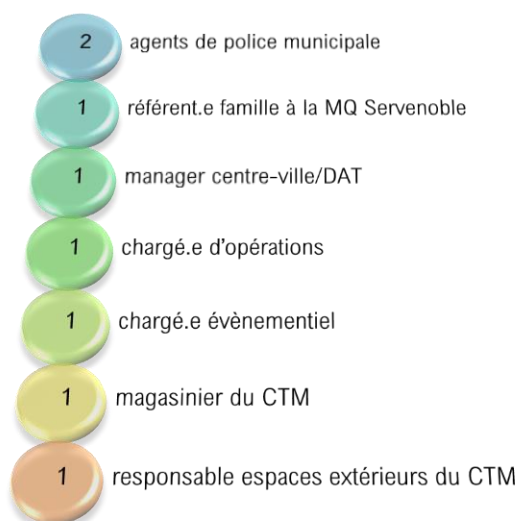 2 agents de police municipale
1 référent.e famille à la MQ Servenoble
1 manager centre-ville/DAT
1 chargé.e d'opérations
1 chargé.e évènementiel
1 magasinier du CTM
1 responsable espaces extérieurs du CTM